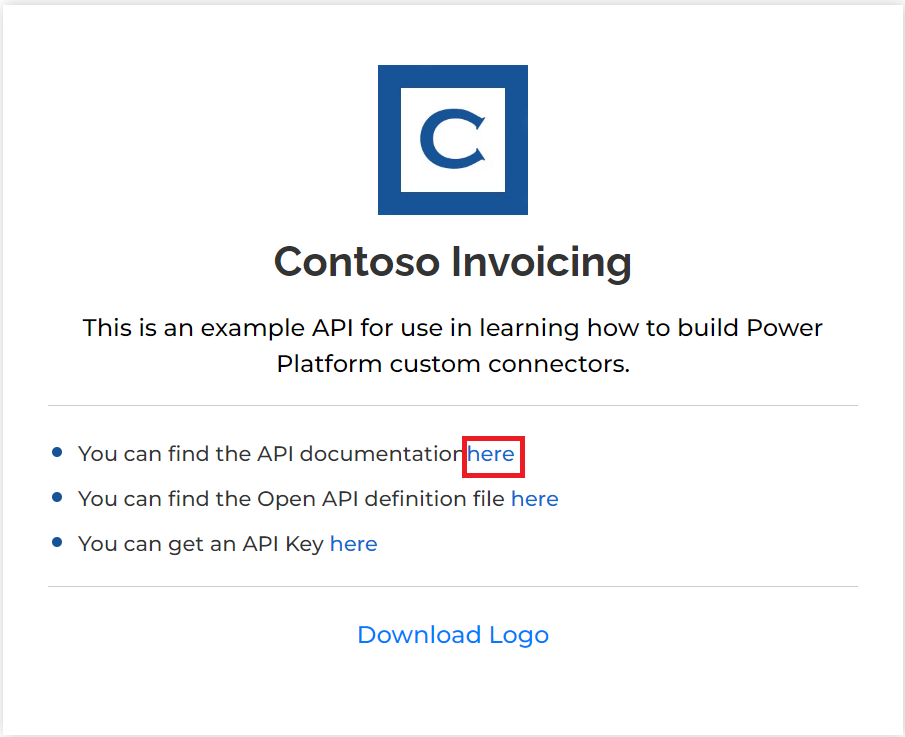 C
Contoso Invoicing
This is an example API for use in learning how to build Power
Platform custom connectors.
You can find the API documentation here
You can find the Open API definition file here
You can get an API Key here
Download Logo